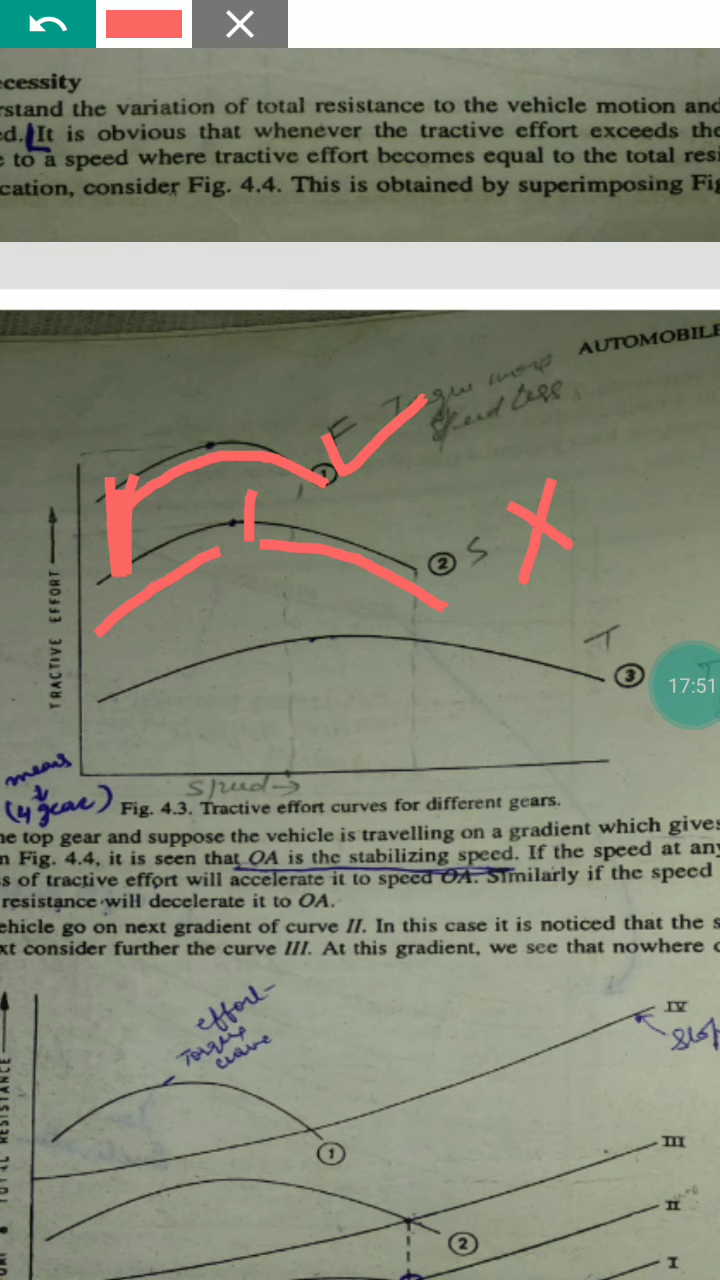 ecessity
rstand the variation of total resistance to the vehicle motion and
ed. It is obvious that whenever the tractive effort exceeds the
e to a speed where tractive effort becomes equal to the total resi
cation, consider Fig. 4.4. This is obtained by superimposing Fig
AUTOMOBILE
F Torque more
Speed Less
1
2 S
T
3
17:51
TRACTIVE EFFORT
means
(4 gear)
Speed →
Fig. 4.3. Tractive effort curves for different gears.
he top gear and suppose the vehicle is travelling on a gradient which gives
n Fig. 4.4, it is seen that OA is the stabilizing speed. If the speed at any
s of tractive effort will accelerate it to speed OA. Similarly if the speed
resistance will decelerate it to OA.
ehicle go on next gradient of curve II. In this case it is noticed that the s
xt consider further the curve III. At this gradient, we see that nowhere
effort-
Torque
curve
IV
Slop
1
III
II
2
I
TOTAL RESISTANCE